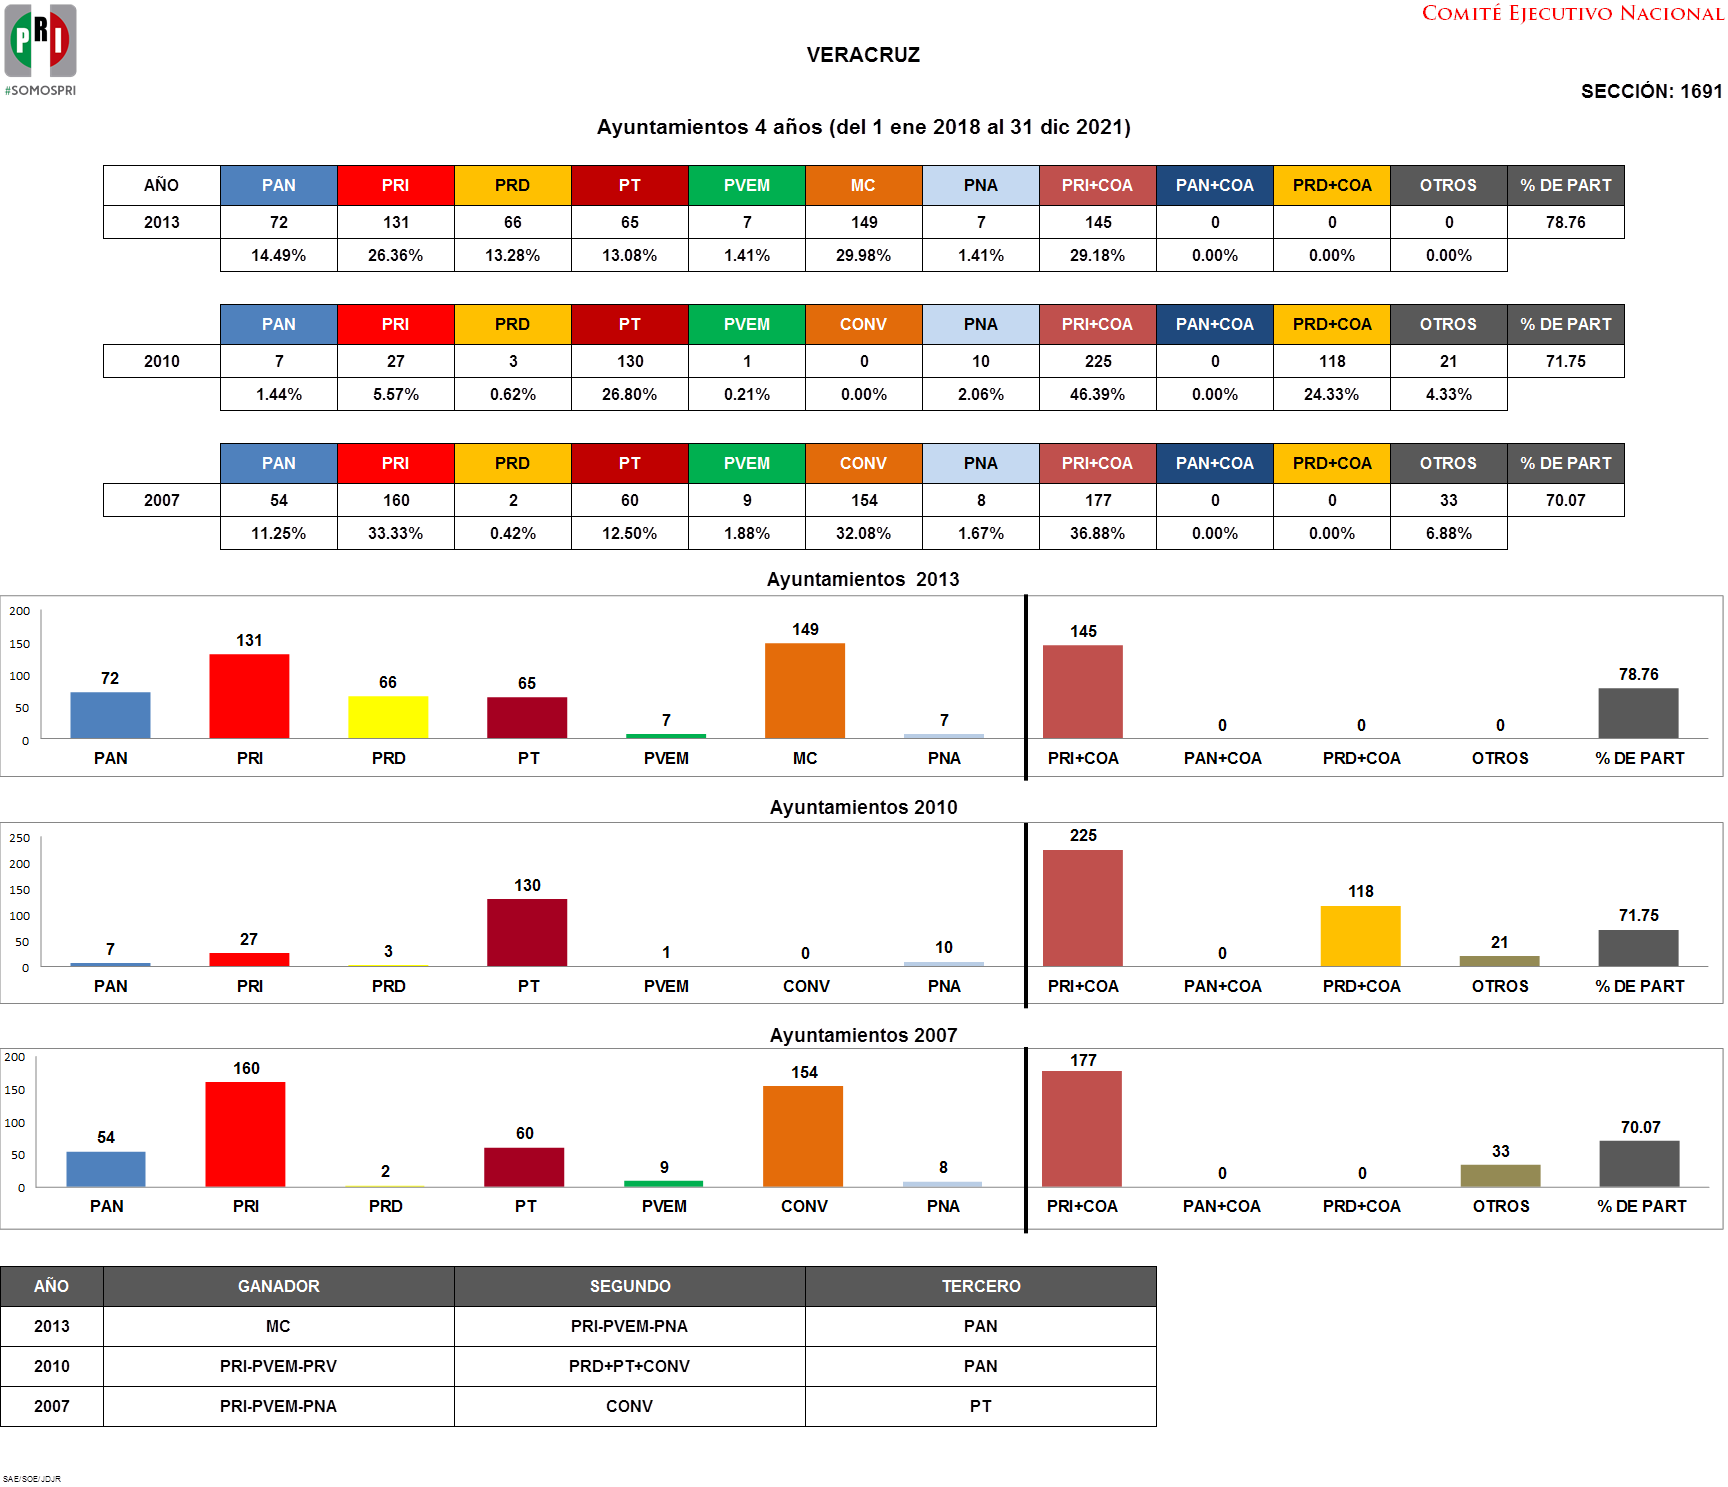 PRI
#SOMOSPRI
COMITÉ EJECUTIVO NACIONAL
VERACRUZ
SECCIÓN: 1691
Ayuntamientos 4 años (del 1 ene 2018 al 31 dic 2021)
AÑO PAN PRI PRD PT PVEM MC PNA PRI+COA PAN+COA PRD+COA OTROS % DE PART
2013 72 131 66 65 7 149 7 145 0 0 0 78.76
14.49% 26.36% 13.28% 13.08% 1.41% 29.98% 1.41% 29.18% 0.00% 0.00% 0.00%
PAN PRI PRD PT PVEM CONV PNA PRI+COA PAN+COA PRD+COA OTROS % DE PART
2010 7 27 3 130 1 0 10 225 0 118 21 71.75
1.44% 5.57% 0.62% 26.80% 0.21% 0.00% 2.06% 46.39% 0.00% 24.33% 4.33%
PAN PRI PRD PT PVEM CONV PNA PRI+COA PAN+COA PRD+COA OTROS % DE PART
2007 54 160 2 60 9 154 8 177 0 0 33 70.07
11.25% 33.33% 0.42% 12.50% 1.88% 32.08% 1.67% 36.88% 0.00% 0.00% 6.88%
Ayuntamientos 2013
200
150
100
50
0
72 131 66 65 7 149 7 145 0 0 0 78.76
PAN PRI PRD PT PVEM MC PNA PRI+COA PAN+COA PRD+COA OTROS % DE PART
Ayuntamientos 2010
250
200
150
100
50
0
7 27 3 130 1 0 10 225 0 118 21 71.75
PAN PRI PRD PT PVEM CONV PNA PRI+COA PAN+COA PRD+COA OTROS % DE PART
Ayuntamientos 2007
200
150
100
50
0
54 160 2 60 9 154 8 177 0 0 33 70.07
PAN PRI PRD PT PVEM CONV PNA PRI+COA PAN+COA PRD+COA OTROS % DE PART
AÑO GANADOR SEGUNDO TERCERO
2013 MC PRI-PVEM-PNA PAN
2010 PRI-PVEM-PRV PRD+PT+CONV PAN
2007 PRI-PVEM-PNA CONV PT
SAE/SOE/JDJR